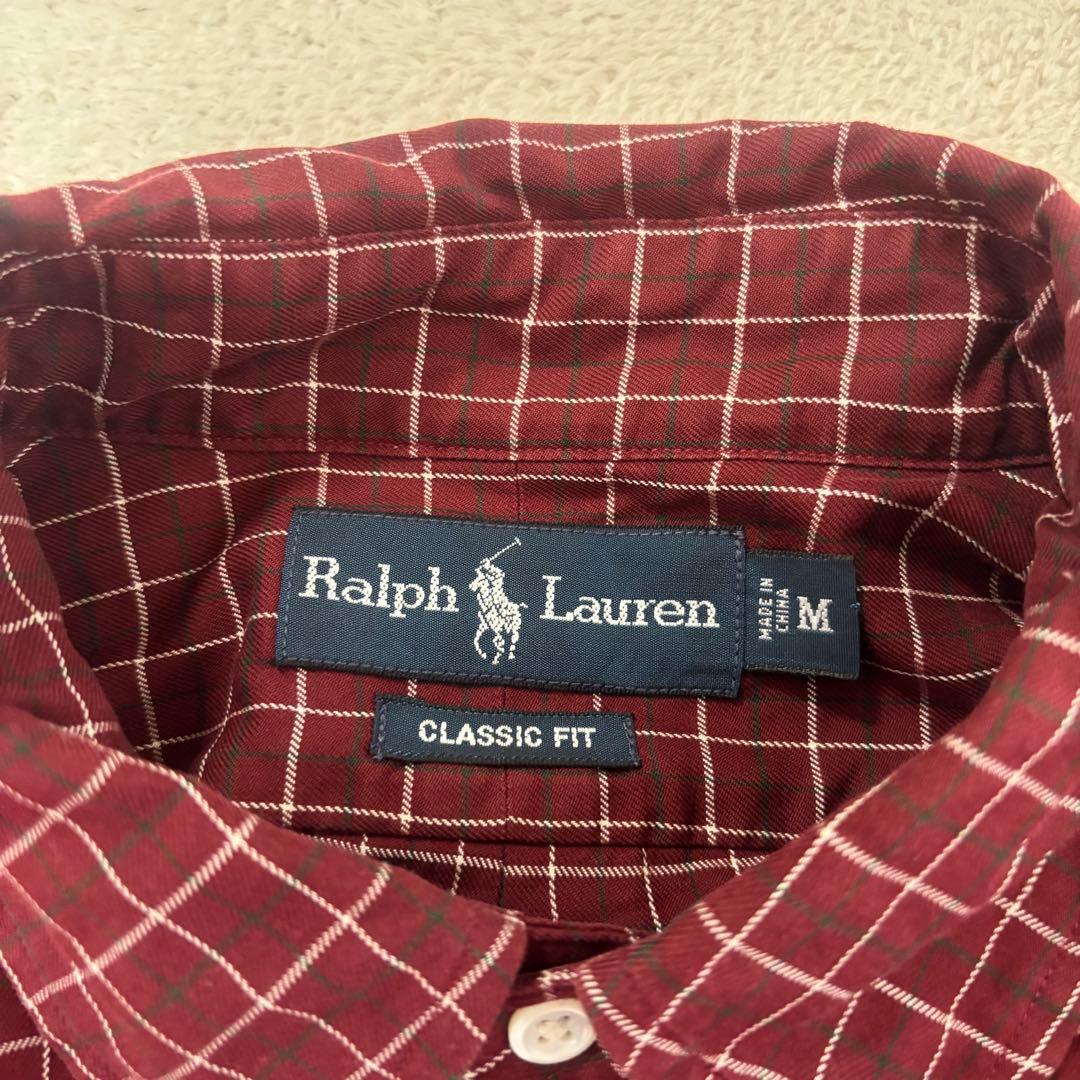 Ralph Lauren
MADE IN
CHINA
M
CLASSIC FIT